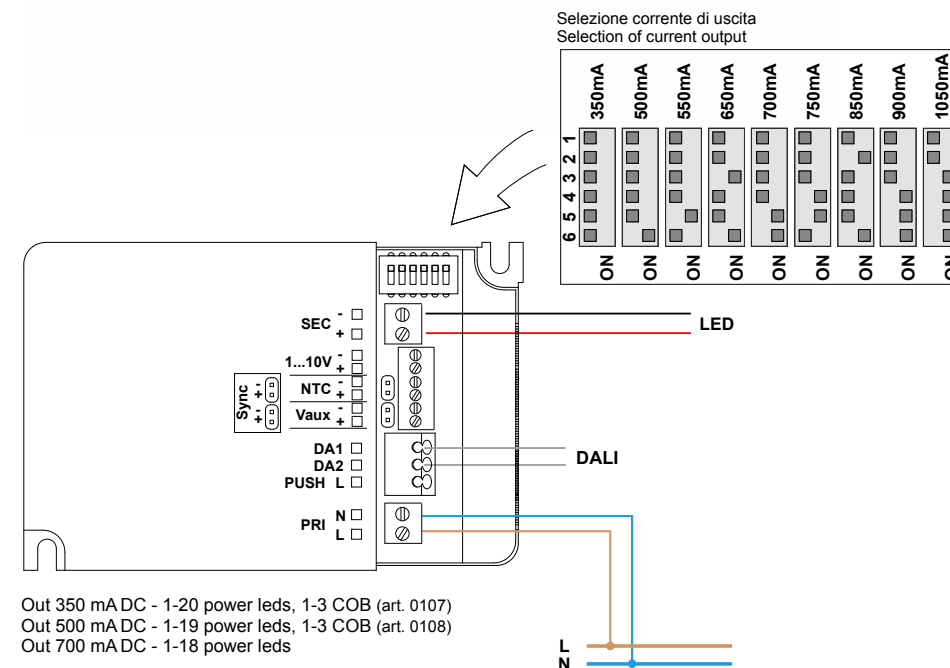 Selezione corrente di uscita
Selection of current output
350mA 500mA 550mA 650mA 700mA 750mA 850mA 900mA 1050mA
1
2
3
4
5
6
ON ON ON ON ON ON ON ON ON
SEC -
+
LED
1...10V -
+
Sync + - + -
NTC -
+
Vaux -
+
DA1
DA2
DALI
PUSH L
PRI N
L
Out 350 mA DC - 1-20 power leds, 1-3 COB (art. 0107)
Out 500 mA DC - 1-19 power leds, 1-3 COB (art. 0108)
Out 700 mA DC - 1-18 power leds
L
N